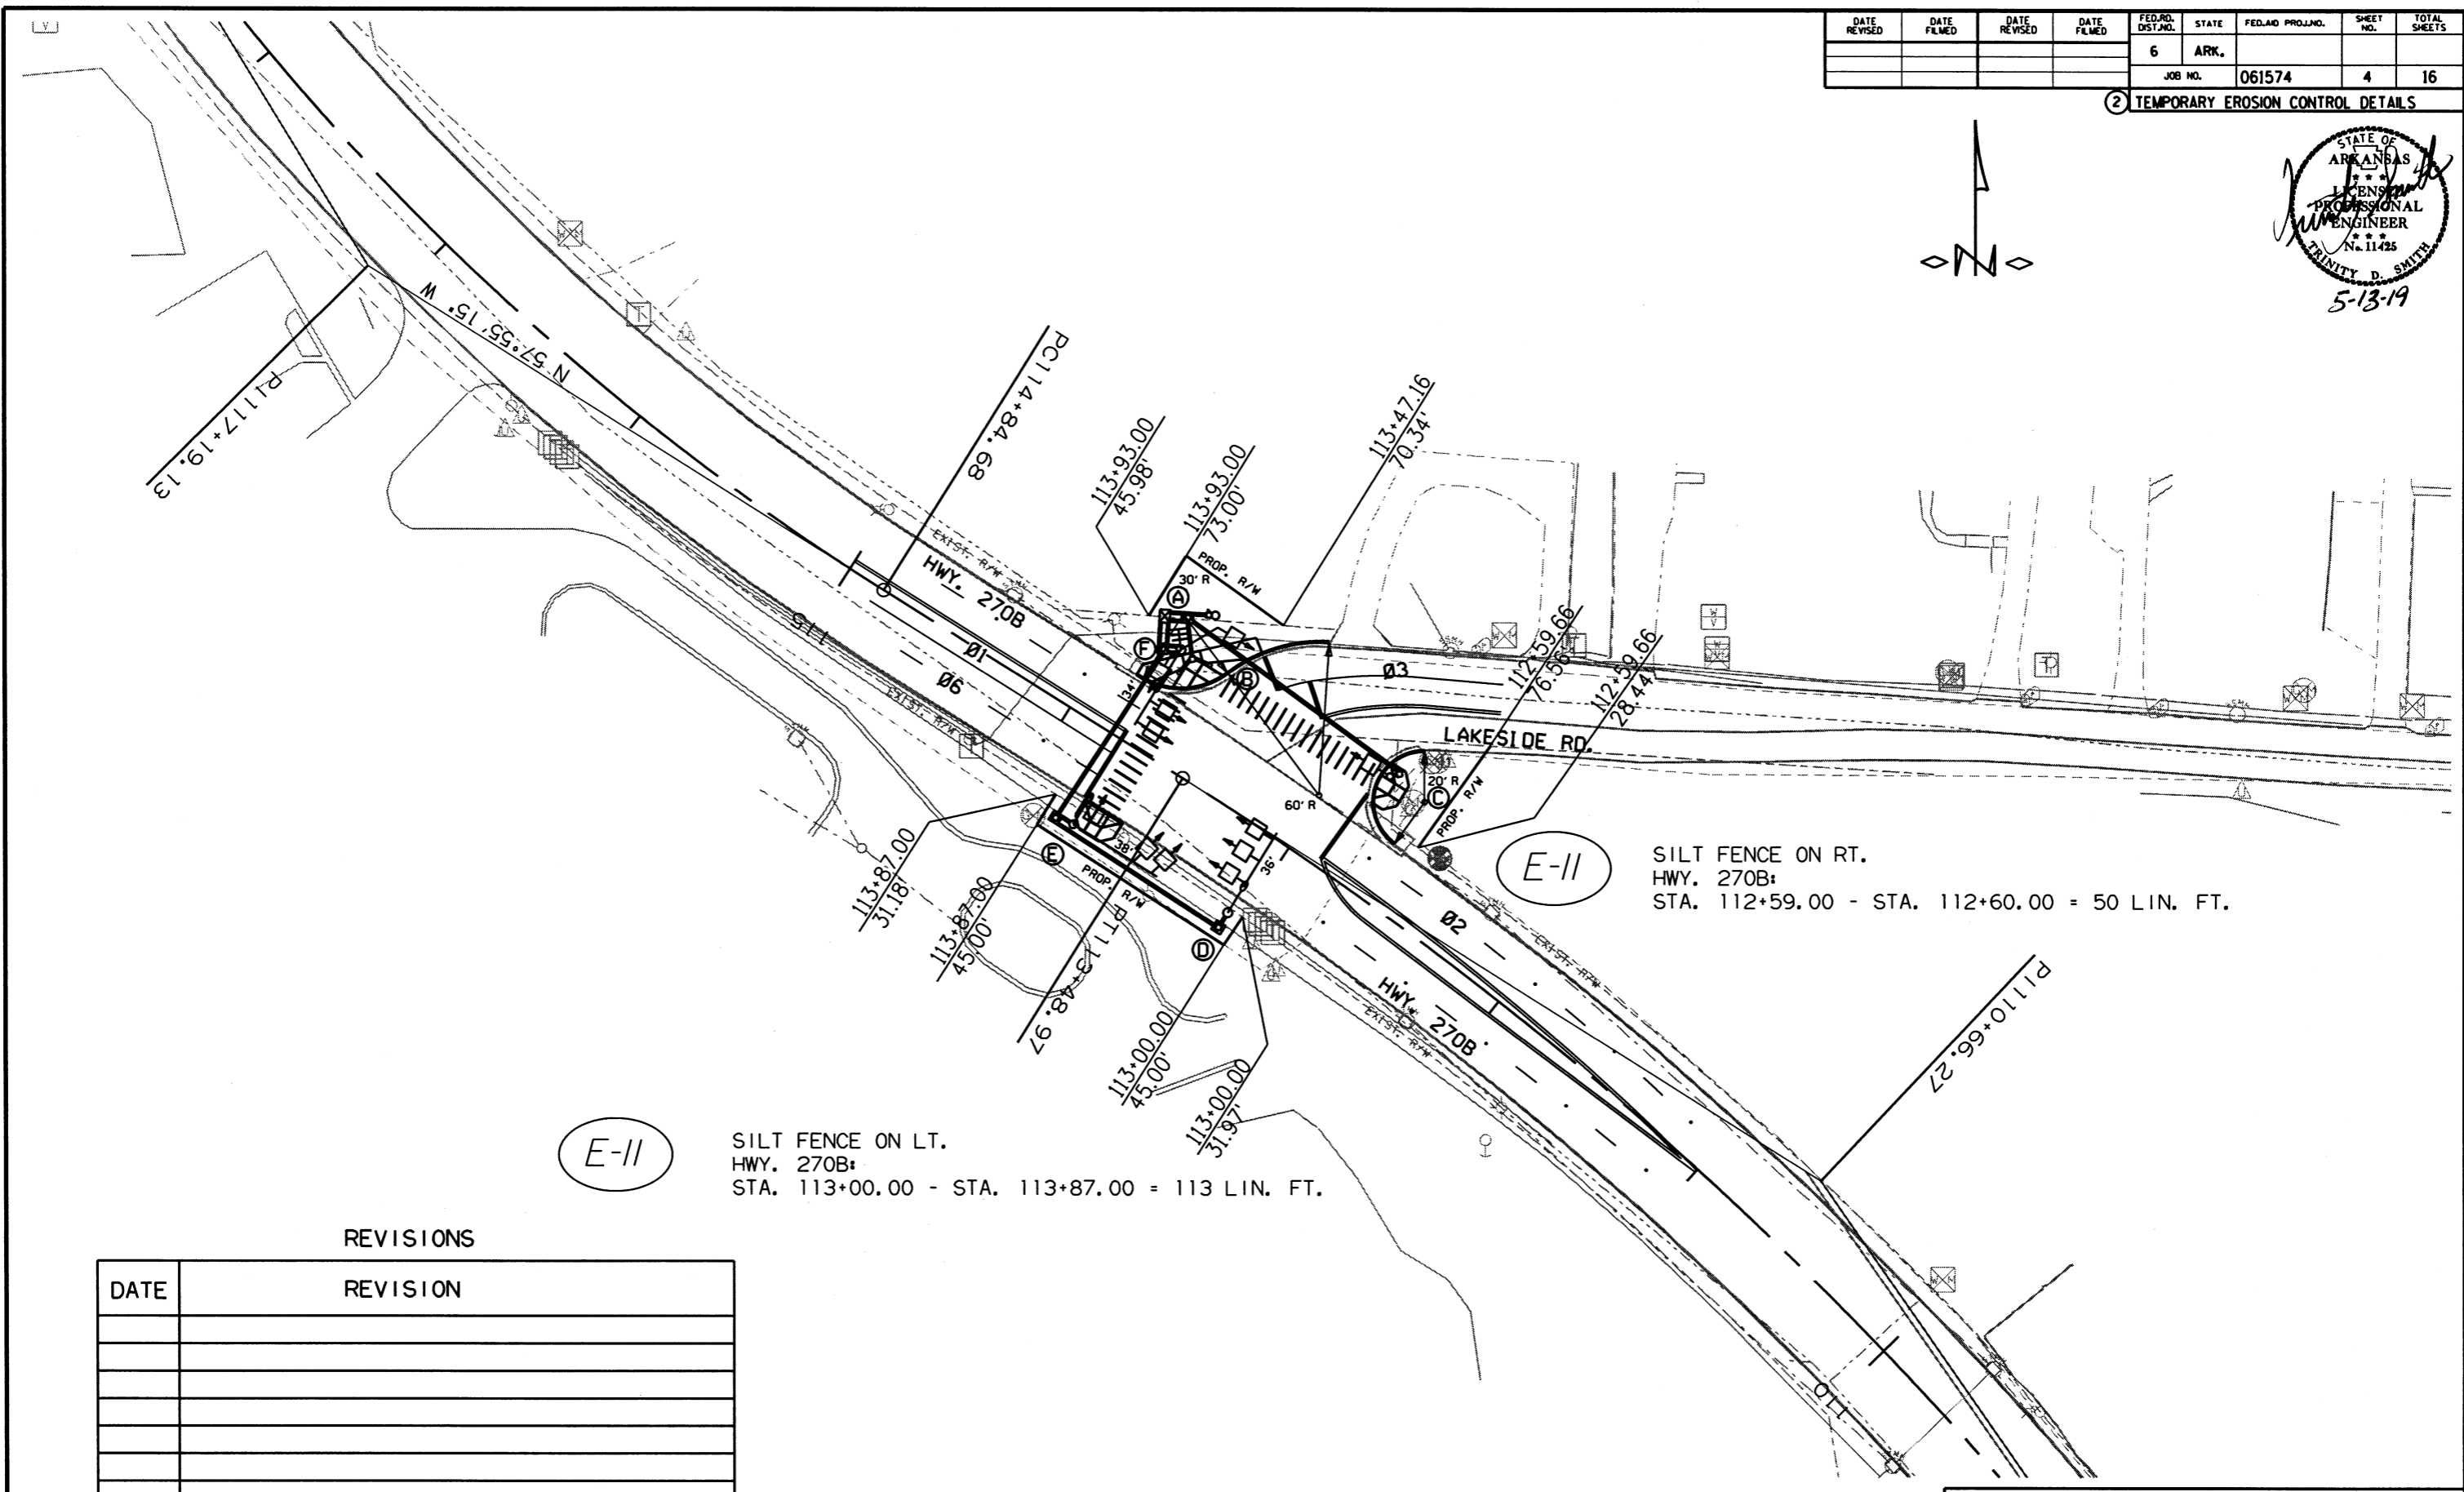 DATE REVISED
DATE FILMED
DATE REVISED
DATE FILMED
FED.RD. DIST.NO.
STATE
FED.AID PROJ.NO.
SHEET NO.
TOTAL SHEETS
6
ARK.
JOB NO.
061574
4
16
2 TEMPORARY EROSION CONTROL DETAILS
STATE OF
ARKANSAS
LICENSED
PROFESSIONAL
ENGINEER
No. 11425
TRINITY D. SMITH
5-13-19
N
N 57°55'15" W
PI 117+19.13
PC 114+84.68
113+93.00
45.98'
113+93.00
73.00'
113+47.16
70.34'
PROP. R/W
30' R
A
EXIST. R/W
HWY. 270B
F
B
34'
Ø1
Ø6
Ø3
115
EXIST. R/W
112+59.66
76.56'
112+59.66
28.44'
LAKESIDE RD.
20' R
C
PROP. R/W
60' R
38'
36'
E
PROP. R/W
D
113+87.00
31.18'
113+87.00
45.00'
PT 113+48.97
113+00.00
45.00'
113+00.00
31.97'
E-11
SILT FENCE ON RT.
HWY. 270B:
STA. 112+59.00 - STA. 112+60.00 = 50 LIN. FT.
Ø2
EXIST. R/W
HWY. 270B
EXIST. R/W
PI 110+66.27
110
E-11
SILT FENCE ON LT.
HWY. 270B:
STA. 113+00.00 - STA. 113+87.00 = 113 LIN. FT.
REVISIONS
DATE
REVISION